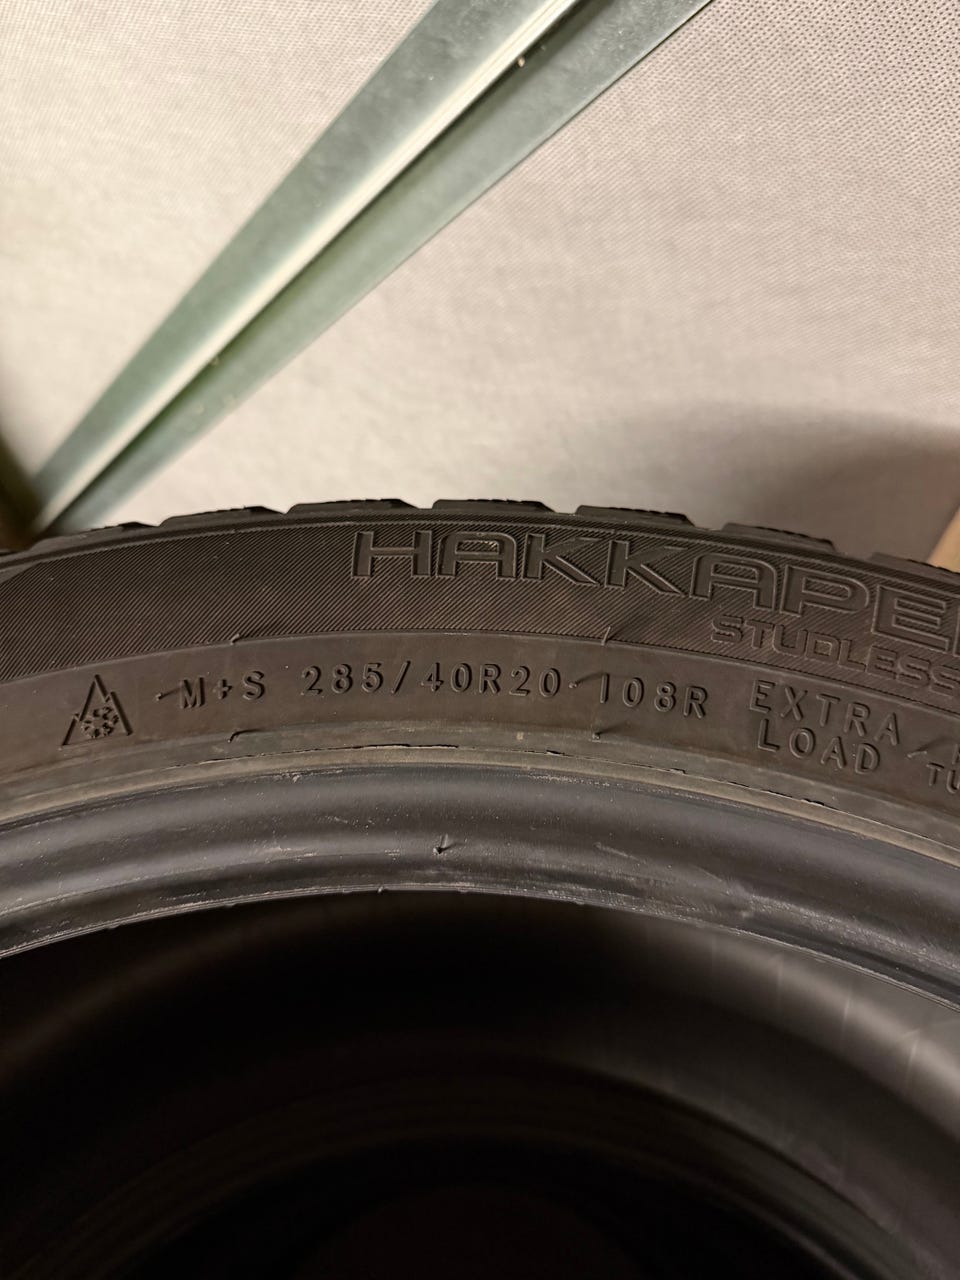 HAKKAPE
STUDLESS
M+S 285/40R20 108R EXTRA
LOAD